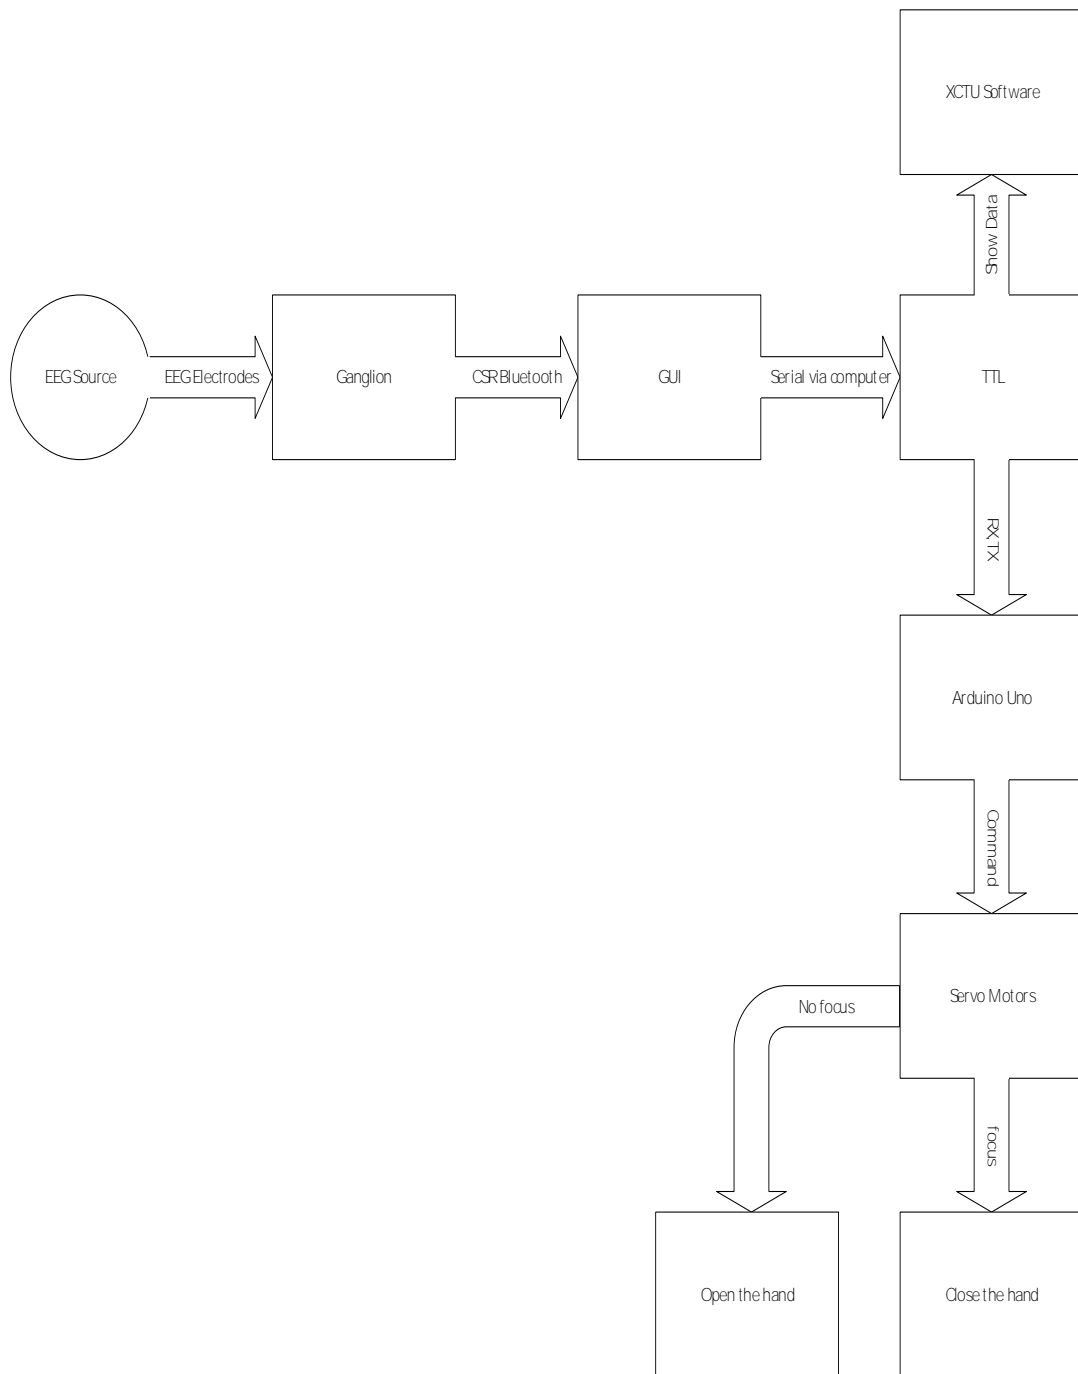 XCTU Software
Show Data
EEG Source
EEG Electrodes
Ganglion
CSR Bluetooth
GUI
Serial via computer
TTL
RX,TX
Arduino Uno
Command
Servo Motors
No focus
focus
Open the hand
Close the hand